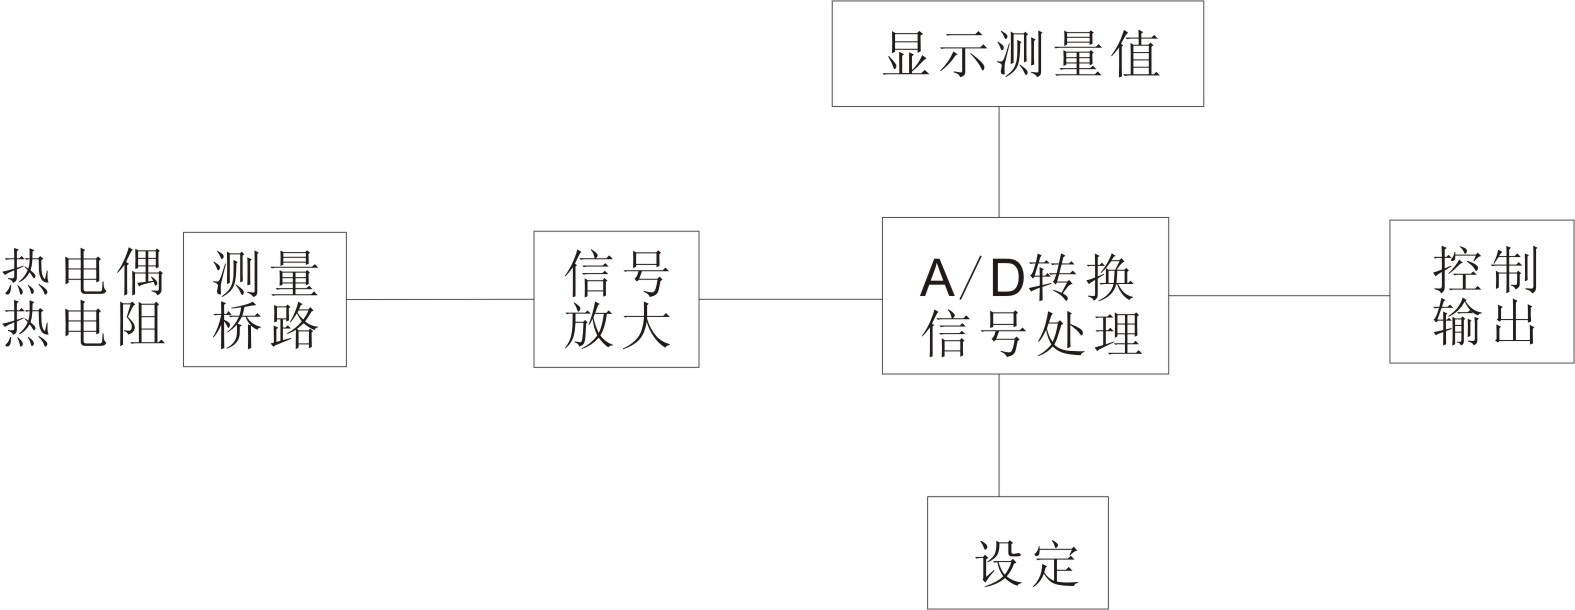 显示测量值
热电偶
热电阻
测量
桥路
信号
放大
A/D转换
信号处理
控制
输出
设定